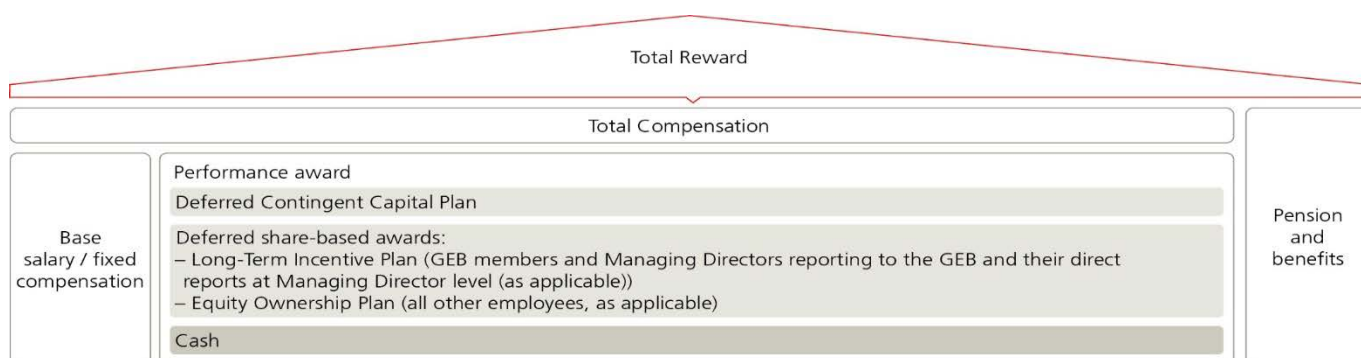 Total Reward
Total Compensation
Base
salary / fixed
compensation
Performance award
Deferred Contingent Capital Plan
Deferred share-based awards:
– Long-Term Incentive Plan (GEB members and Managing Directors reporting to the GEB and their direct
reports at Managing Director level (as applicable))
– Equity Ownership Plan (all other employees, as applicable)
Cash
Pension
and
benefits